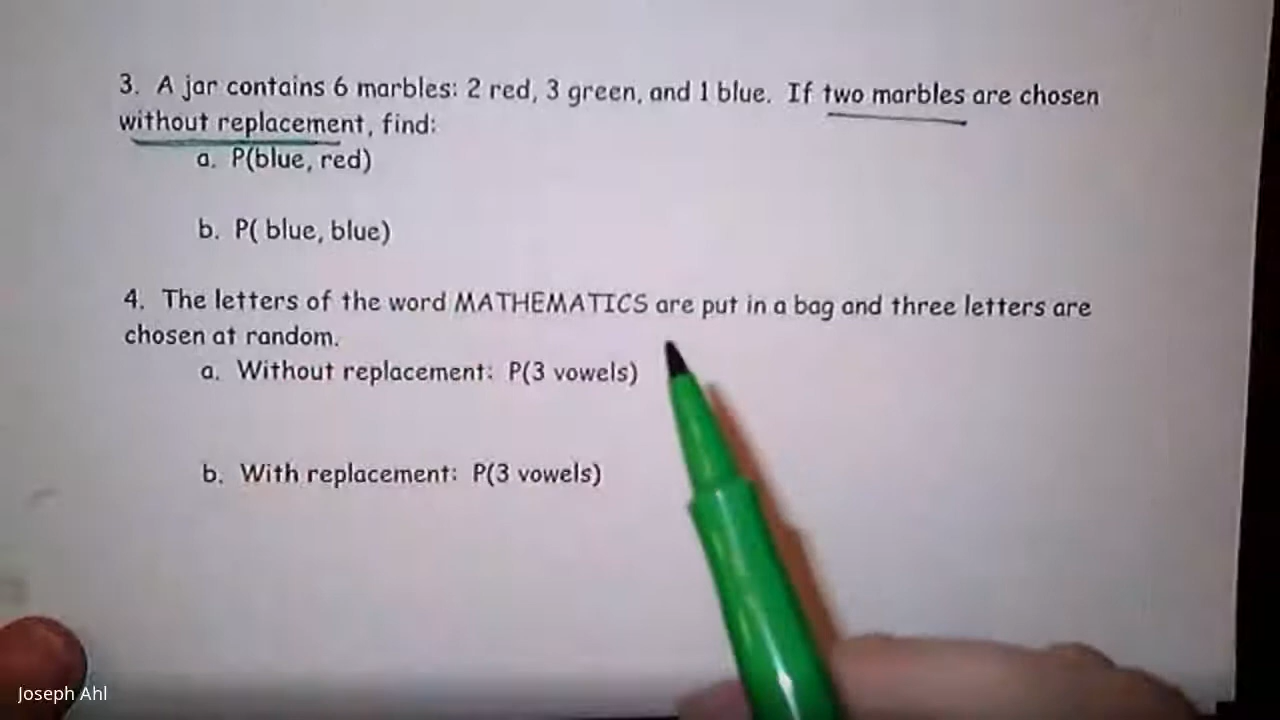 3. A jar contains 6 marbles: 2 red, 3 green, and 1 blue. If two marbles are chosen
without replacement, find:
a. P(blue, red)
b. P( blue, blue)
4. The letters of the word MATHEMATICS are put in a bag and three letters are
chosen at random.
a. Without replacement: P(3 vowels)
b. With replacement: P(3 vowels)
Joseph Ahl